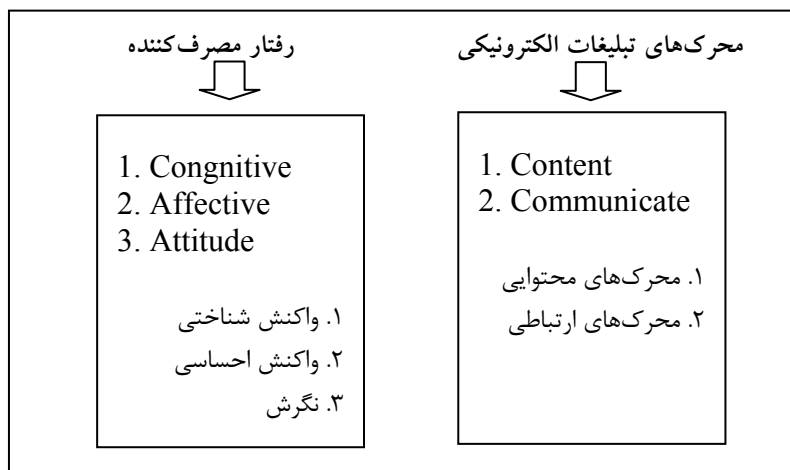 محرک‌های تبلیغات الکترونیکی
1. Content
2. Communicate
۱. محرک‌های محتوایی
۲. محرک‌های ارتباطی
رفتار مصرف‌کننده
1. Congnitive
2. Affective
3. Attitude
۱. واکنش شناختی
۲. واکنش احساسی
۳. نگرش